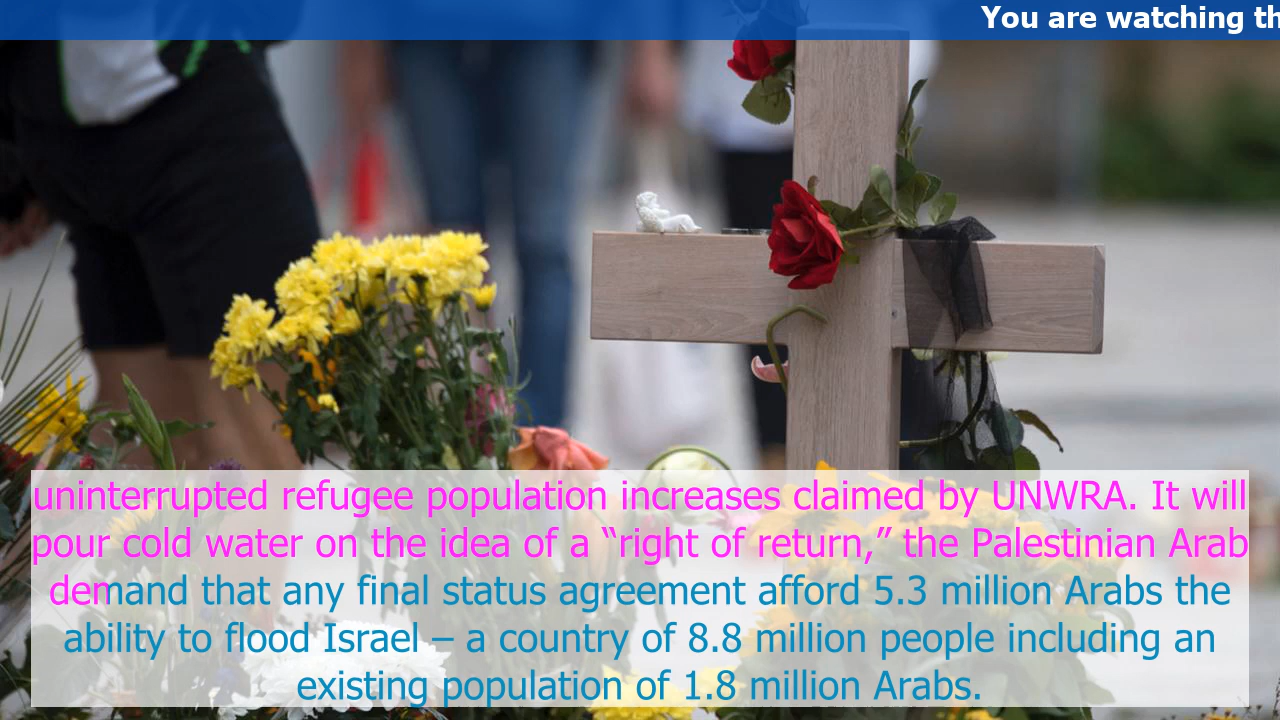 You are watching
uninterrupted refugee population increases claimed by UNWRA. It will
pour cold water on the idea of a “right of return,” the Palestinian Arab
demand that any final status agreement afford 5.3 million Arabs the
ability to flood Israel – a country of 8.8 million people including an
existing population of 1.8 million Arabs.